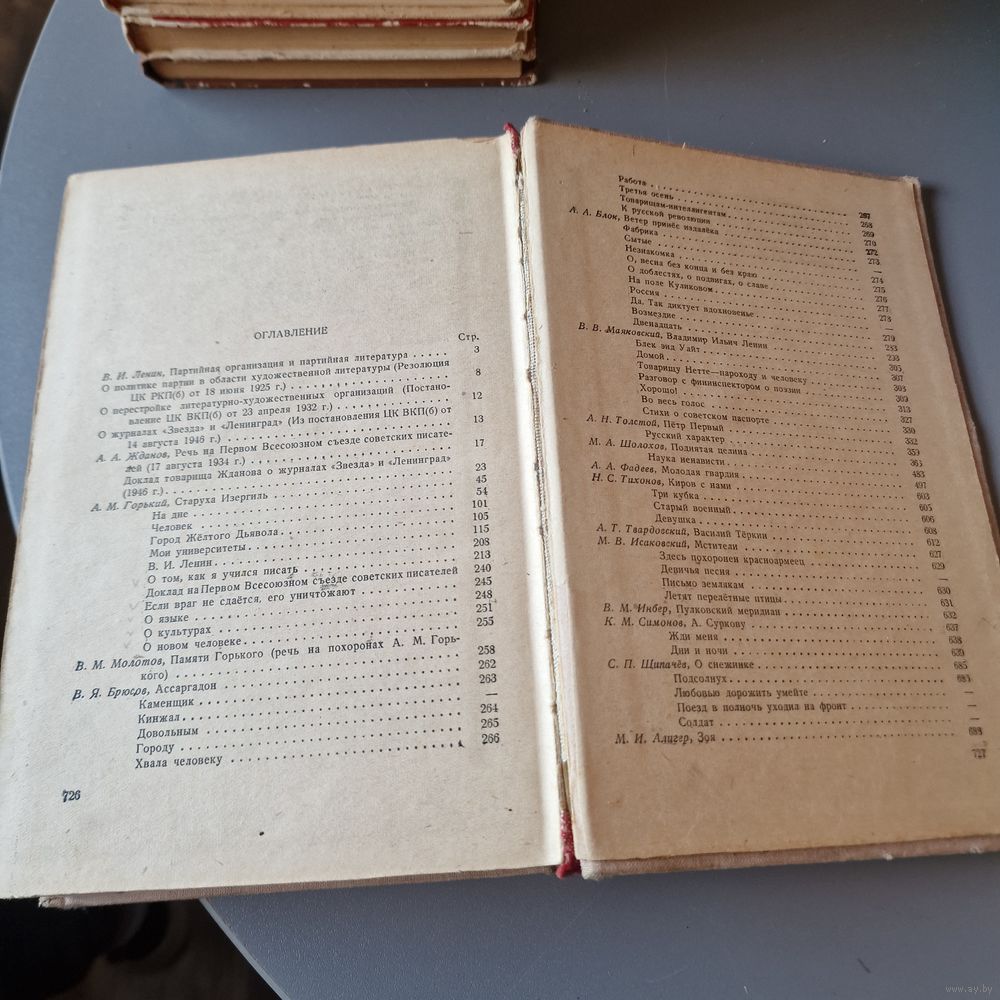 ОГЛАВЛЕНИЕ
Стр.
В. И. Ленин, Партийная организация и партийная литература ..... 3
О политике партии в области художественной литературы (Резолюция
ЦК РКП(б) от 18 июня 1925 г.) ..... 8
О перестройке литературно-художественных организаций (Постано-
вление ЦК ВКП(б) от 23 апреля 1932 г.) ..... 12
О журналах «Звезда» и «Ленинград» (Из постановления ЦК ВКП(б) от
14 августа 1946 г.) ..... 13
А. А. Жданов, Речь на Первом Всесоюзном съезде советских писате-
лей (17 августа 1934 г.) ..... 17
Доклад товарища Жданова о журналах «Звезда» и «Ленинград»
(1946 г.) ..... 23
А. М. Горький, Старуха Изергиль ..... 45
На дне ..... 54
Человек ..... 101
Город Жёлтого Дьявола ..... 105
Мои университеты ..... 115
В. И. Ленин ..... 208
О том, как я учился писать ..... 213
Доклад на Первом Всесоюзном съезде советских писателей 240
Если враг не сдаётся, его уничтожают ..... 245
О языке ..... 248
О культурах ..... 251
О новом человеке ..... 255
В. М. Молотов, Памяти Горького (речь на похоронах А. М. Горь-
кого) ..... 258
В. Я. Брюсов, Ассаргадон ..... 262
Каменщик ..... 263
Кинжал ..... —
Довольным ..... 264
Городу ..... 265
Хвала человеку ..... 266
726
Работа ..... 267
Третья осень ..... 268
Товарищам-интеллигентам ..... 269
К русской революции ..... 270
А. А. Блок, Ветер принёс издалёка ..... 272
Фабрика ..... 273
Сытые ..... —
Незнакомка ..... 274
О, весна без конца и без краю ..... 275
О доблестях, о подвигах, о славе ..... 276
На поле Куликовом ..... 277
Россия ..... 278
Да. Так диктует вдохновенье ..... —
Возмездие ..... 279
Двенадцать ..... 283
В. В. Маяковский, Владимир Ильич Ленин ..... 293
Блек энд Уайт ..... 303
Домой ..... 305
Товарищу Нетте—пароходу и человеку ..... 307
Разговор с фининспектором о поэзии ..... 308
Хорошо! ..... 309
Во весь голос ..... 313
Стихи о советском паспорте ..... 327
А. Н. Толстой, Пётр Первый ..... 330
Русский характер ..... 332
М. А. Шолохов, Поднятая целина ..... 359
Наука ненависти ..... 363
А. А. Фадеев, Молодая гвардия ..... 483
Н. С. Тихонов, Киров с нами ..... 497
Три кубка ..... 603
Старый военный ..... 605
Девушка ..... 606
А. Т. Твардовский, Василий Тёркин ..... 608
М. В. Исаковский, Мстители ..... 612
Здесь похоронен красноармеец ..... 627
Девичья песня ..... 629
Письмо землякам ..... —
Летят перелётные птицы ..... 630
В. М. Инбер, Пулковский меридиан ..... 631
К. М. Симонов, А. Суркову ..... 632
Жди меня ..... 637
Дни и ночи ..... 638
С. П. Щипачёв, О снежинке ..... 639
Подсолнух ..... 685
Любовью дорожить умейте ..... —
Поезд в полночь уходил на фронт ..... —
Солдат ..... —
М. И. Алигер, Зоя ..... 688
727
www.ay.by